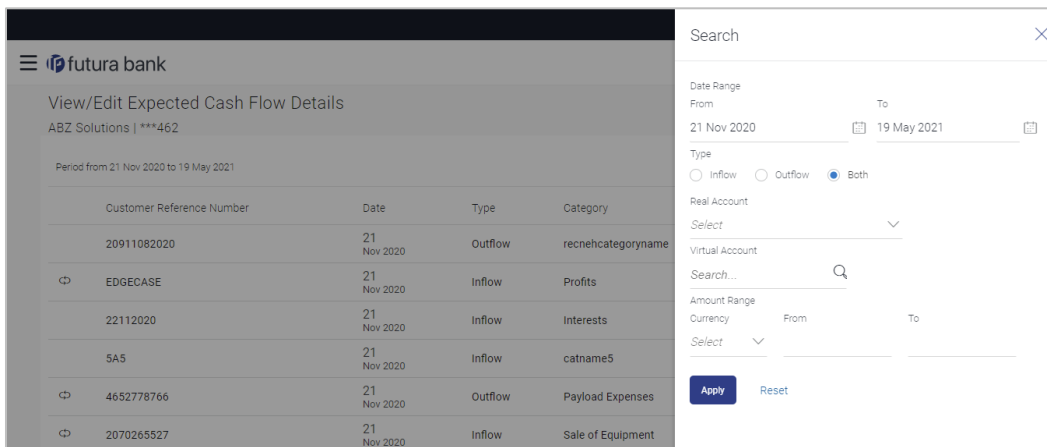 futura bank
View/Edit Expected Cash Flow Details
ABZ Solutions | ***462
Period from 21 Nov 2020 to 19 May 2021
Customer Reference Number Date Type Category
20911082020 21 Nov 2020 Outflow recnehcategoryname
EDGECASE 21 Nov 2020 Inflow Profits
22112020 21 Nov 2020 Inflow Interests
5A5 21 Nov 2020 Inflow catname5
4652778766 21 Nov 2020 Outflow Payload Expenses
2070265527 21 Nov 2020 Inflow Sale of Equipment
Search
Date Range
From To
21 Nov 2020 19 May 2021
Type
Inflow Outflow Both
Real Account
Select
Virtual Account
Search...
Amount Range
Currency From To
Select
Apply Reset